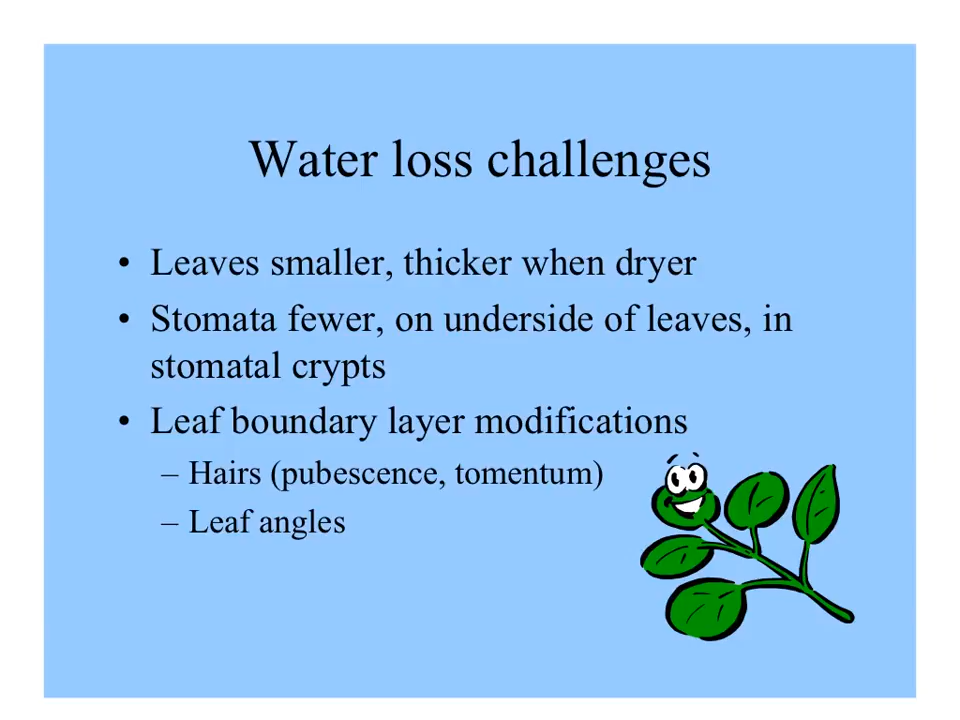 Water loss challenges
• Leaves smaller, thicker when dryer
• Stomata fewer, on underside of leaves, in
stomatal crypts
• Leaf boundary layer modifications
– Hairs (pubescence, tomentum)
– Leaf angles